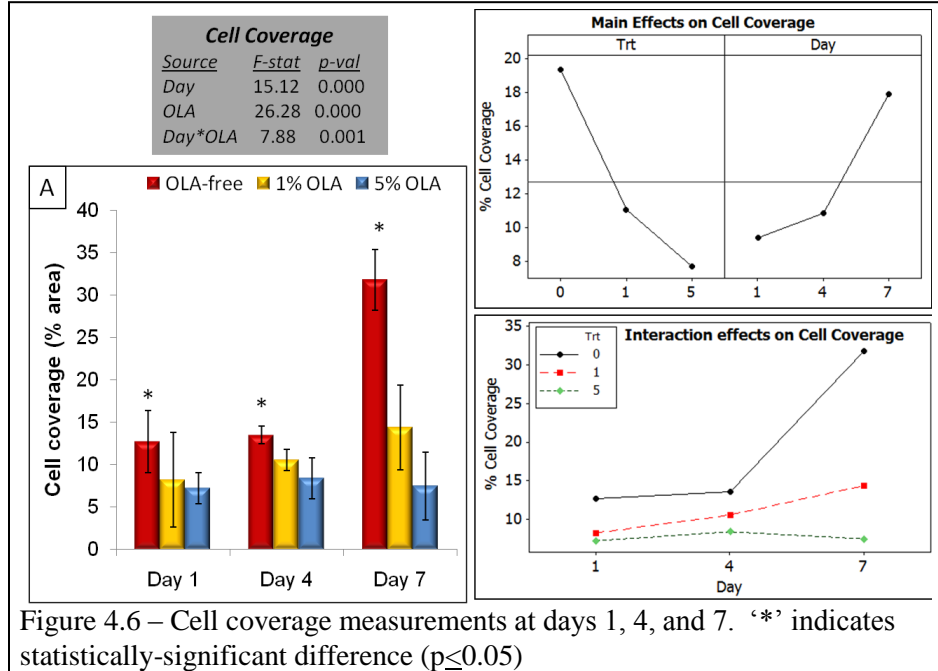 Cell Coverage
Source F-stat p-val
Day 15.12 0.000
OLA 26.28 0.000
Day*OLA 7.88 0.001
A
OLA-free 1% OLA 5% OLA
Cell coverage (% area)
40
35
30
25
20
15
10
5
0
* * *
Day 1 Day 4 Day 7
Main Effects on Cell Coverage
Trt Day
% Cell Coverage
20
18
16
14
12
10
8
0 1 5 1 4 7
Interaction effects on Cell Coverage
Trt
0
1
5
% Cell Coverage
35
30
25
20
15
10
1 4 7
Day
Figure 4.6 – Cell coverage measurements at days 1, 4, and 7. ‘*’ indicates
statistically-significant difference (p<0.05)